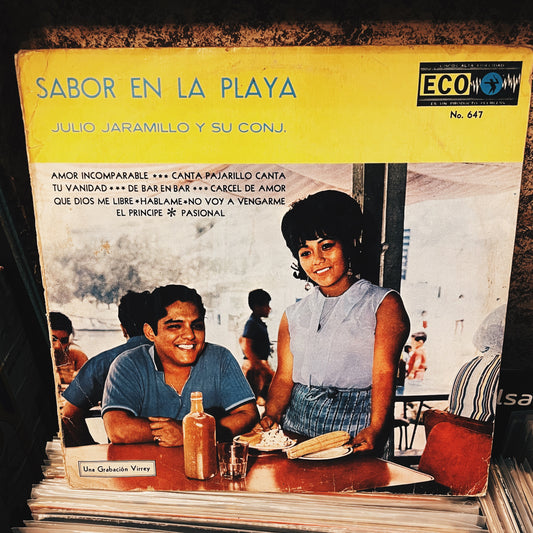 SABOR EN LA PLAYA
JULIO JARAMILLO Y SU CONJ.
ECO
No. 647
AMOR INCOMPARABLE *** CANTA PAJARILLO CANTA
TU VANIDAD *** DE BAR EN BAR *** CARCEL DE AMOR
QUE DIOS ME LIBRE * HABLAME * NO VOY A VENGARME
EL PRINCIPE * PASIONAL
Una Grabación Virrey